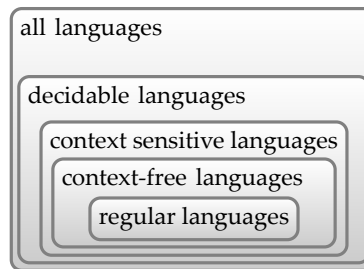 all languages
decidable languages
context sensitive languages
context-free languages
regular languages